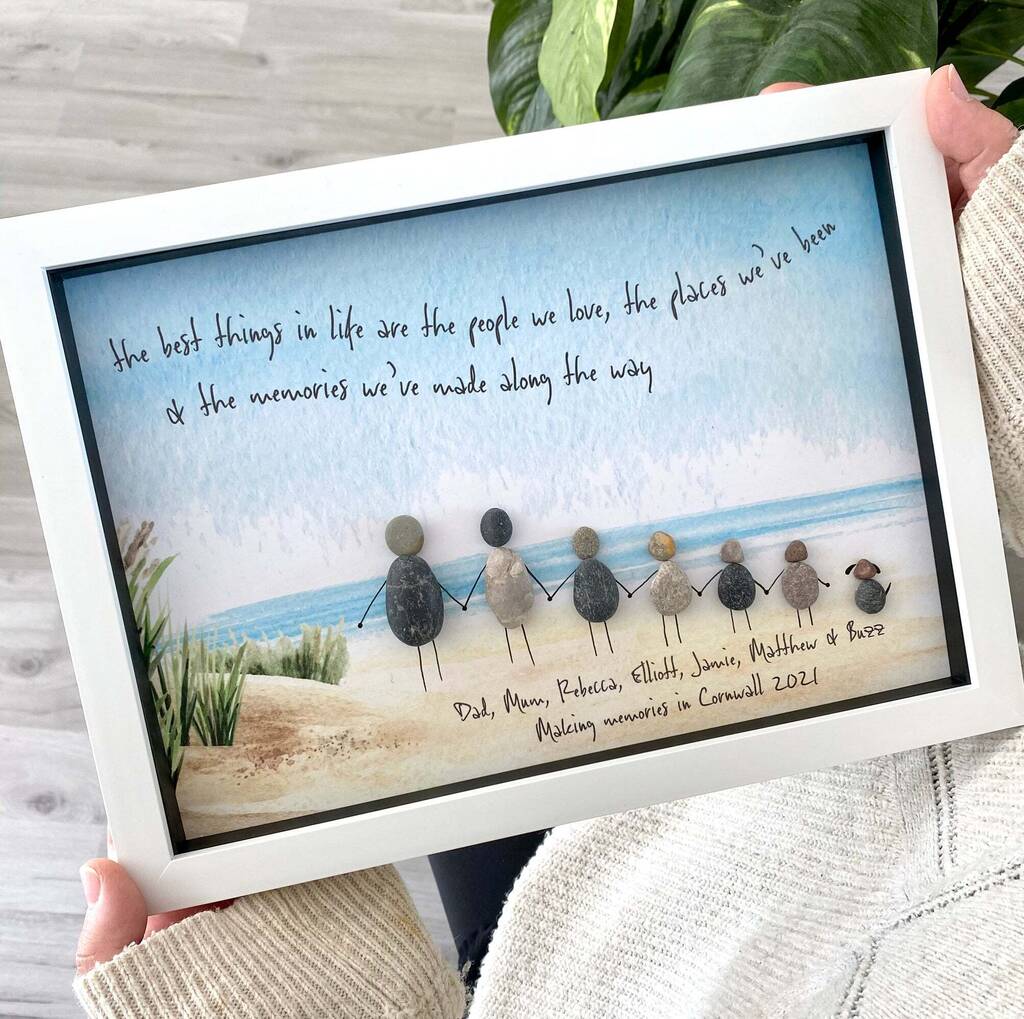 the best things in life are the people we love, the places we've been
& the memories we've made along the way
Dad, Mum, Rebecca, Elliott, Jamie, Matthew & Buzz
Making memories in Cornwall 2021